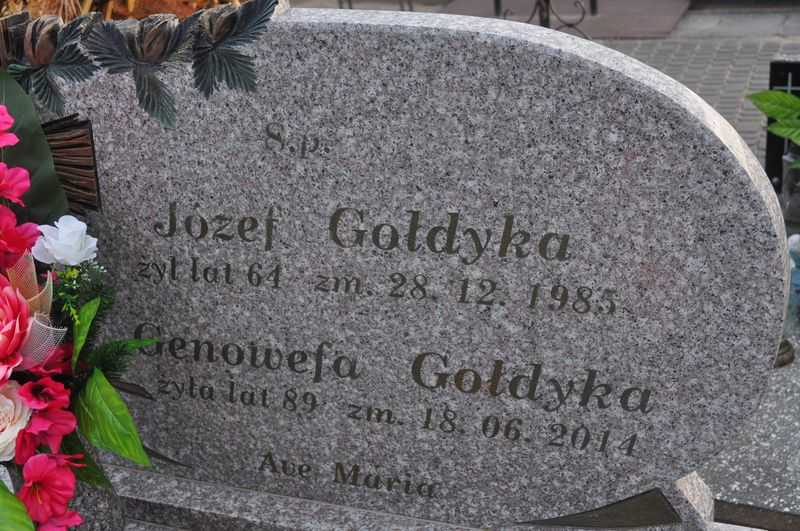 Ś.p.
Józef Gołdyka
żył lat 64 zm. 28. 12. 1985
Genowefa Gołdyka
żyła lat 89 zm. 18. 06. 2014
Ave Maria